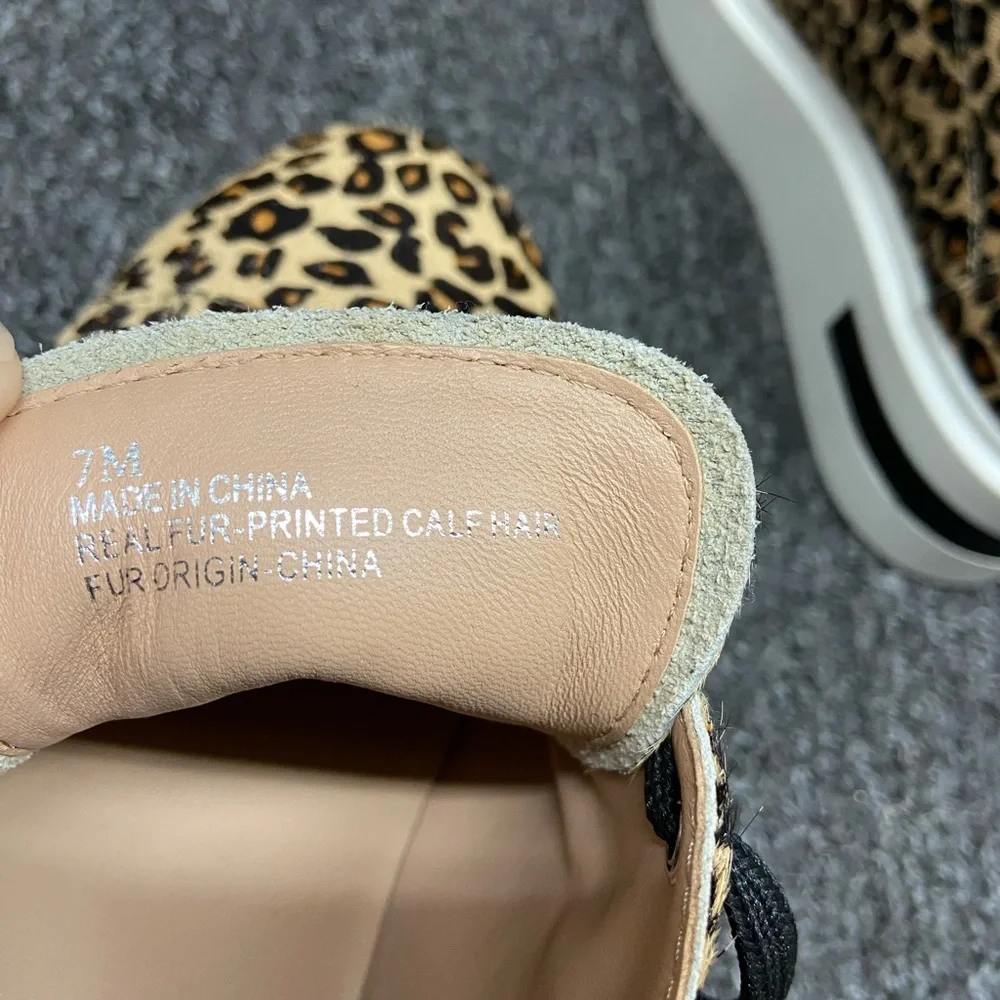 7M
MADE IN CHINA
REAL FUR-PRINTED CALF HAIR
FUR ORIGIN-CHINA